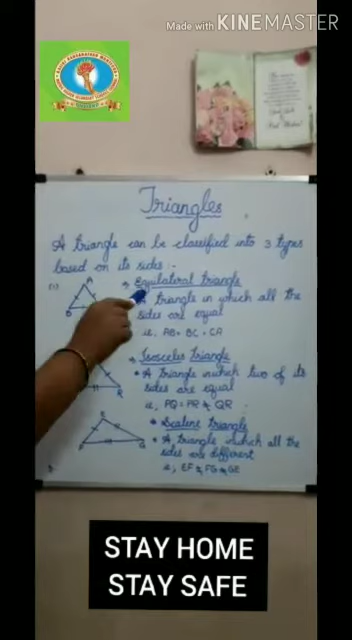 Made with KINEMASTER
Triangles
A triangle can be classified into 3 types
based on its sides :-
(1)
A
B
Equilateral triangle
A triangle in which all the
sides are equal
i.e. AB = BC = CA
Isosceles Triangle
• A triangle in which two of its
sides are equal
i.e., PQ = PR & QR
R
E
• Scalene triangle
• A triangle which all the
sides are different
ie, EF & FG & GE
F
G
STAY HOME
STAY SAFE